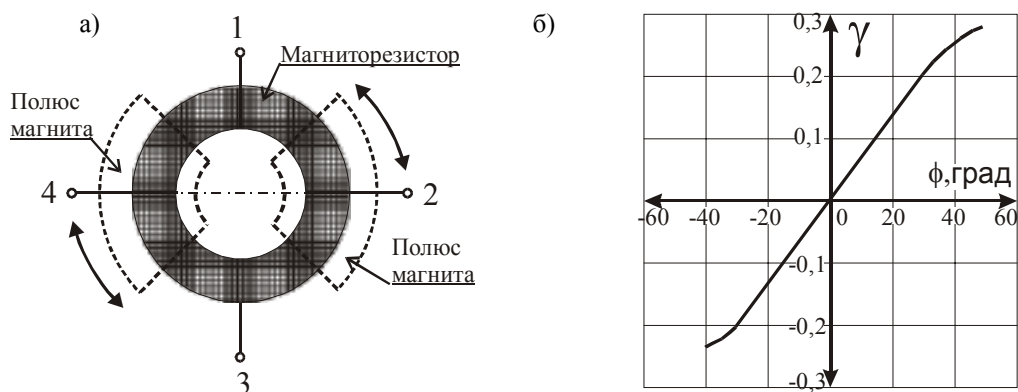 а)
1
Магниторезистор
Полюс
магнита
4
2
Полюс
магнита
3
б)
0,3
γ
0,2
0,1
ϕ,град
-60
-40
-20
0
20
40
60
-0,1
-0,2
-0,3